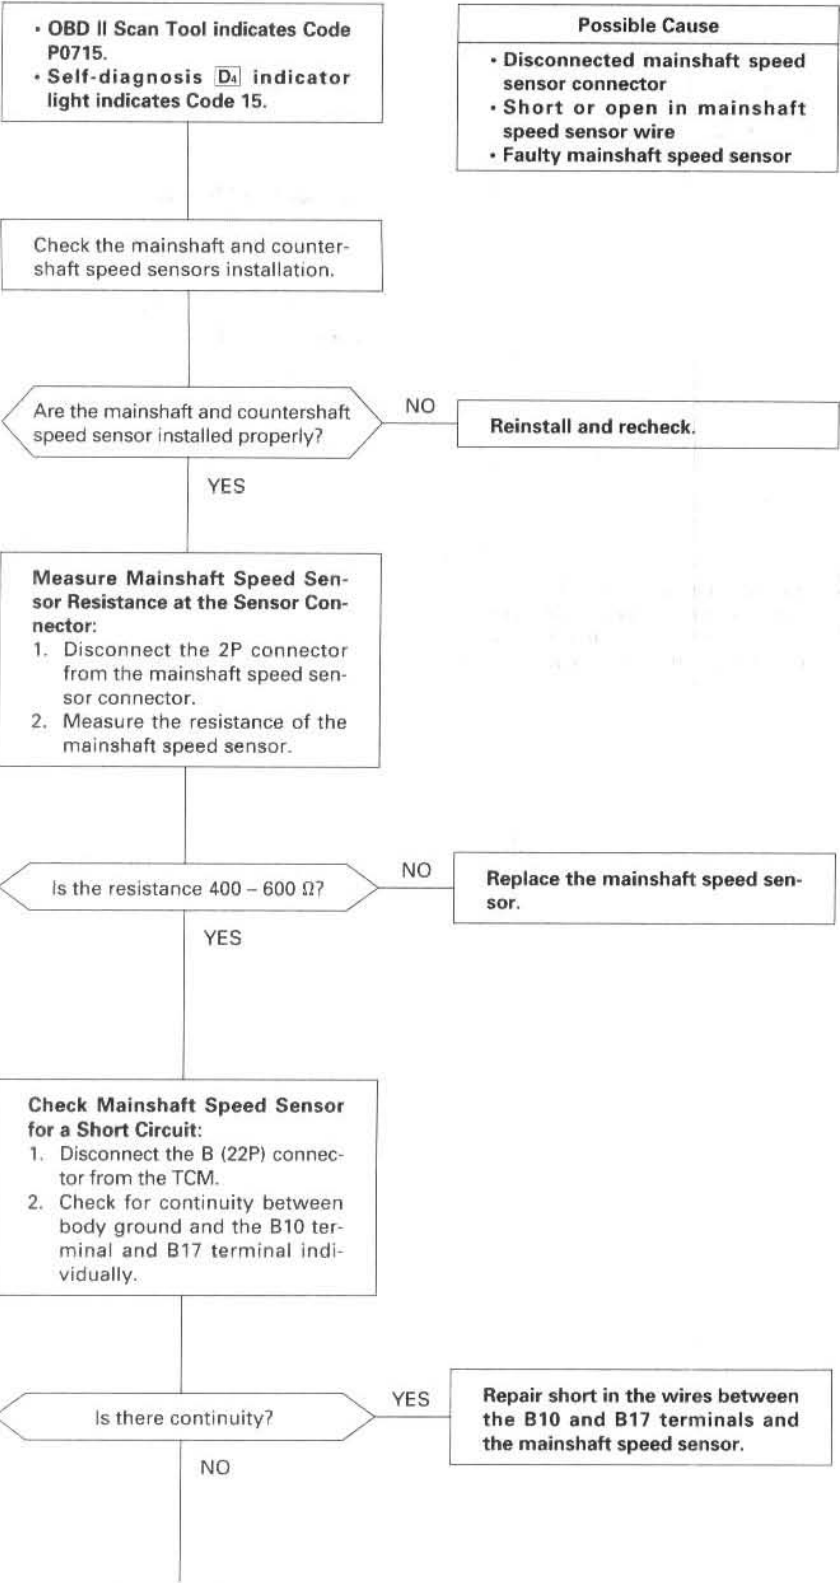 • OBD II Scan Tool indicates Code
P0715.
• Self-diagnosis D4 indicator
light indicates Code 15.
Possible Cause
• Disconnected mainshaft speed
sensor connector
• Short or open in mainshaft
speed sensor wire
• Faulty mainshaft speed sensor
Check the mainshaft and counter-
shaft speed sensors installation.
Are the mainshaft and countershaft
speed sensor installed properly?
NO
Reinstall and recheck.
YES
Measure Mainshaft Speed Sen-
sor Resistance at the Sensor Con-
nector:
1. Disconnect the 2P connector
from the mainshaft speed sen-
sor connector.
2. Measure the resistance of the
mainshaft speed sensor.
Is the resistance 400 – 600 Ω?
NO
Replace the mainshaft speed sen-
sor.
YES
Check Mainshaft Speed Sensor
for a Short Circuit:
1. Disconnect the B (22P) connec-
tor from the TCM.
2. Check for continuity between
body ground and the B10 ter-
minal and B17 terminal indi-
vidually.
Is there continuity?
YES
Repair short in the wires between
the B10 and B17 terminals and
the mainshaft speed sensor.
NO